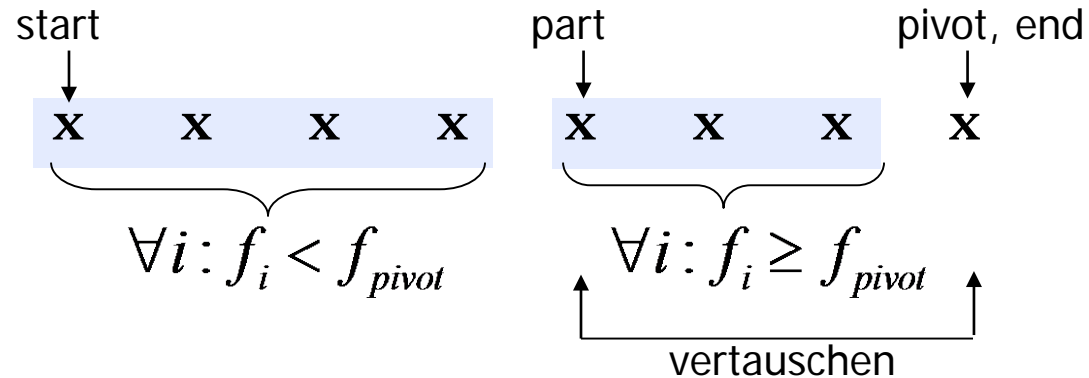 start part pivot, end
x x x x x x x x
∀i : f_i < f_pivot ∀i : f_i ≥ f_pivot
vertauschen